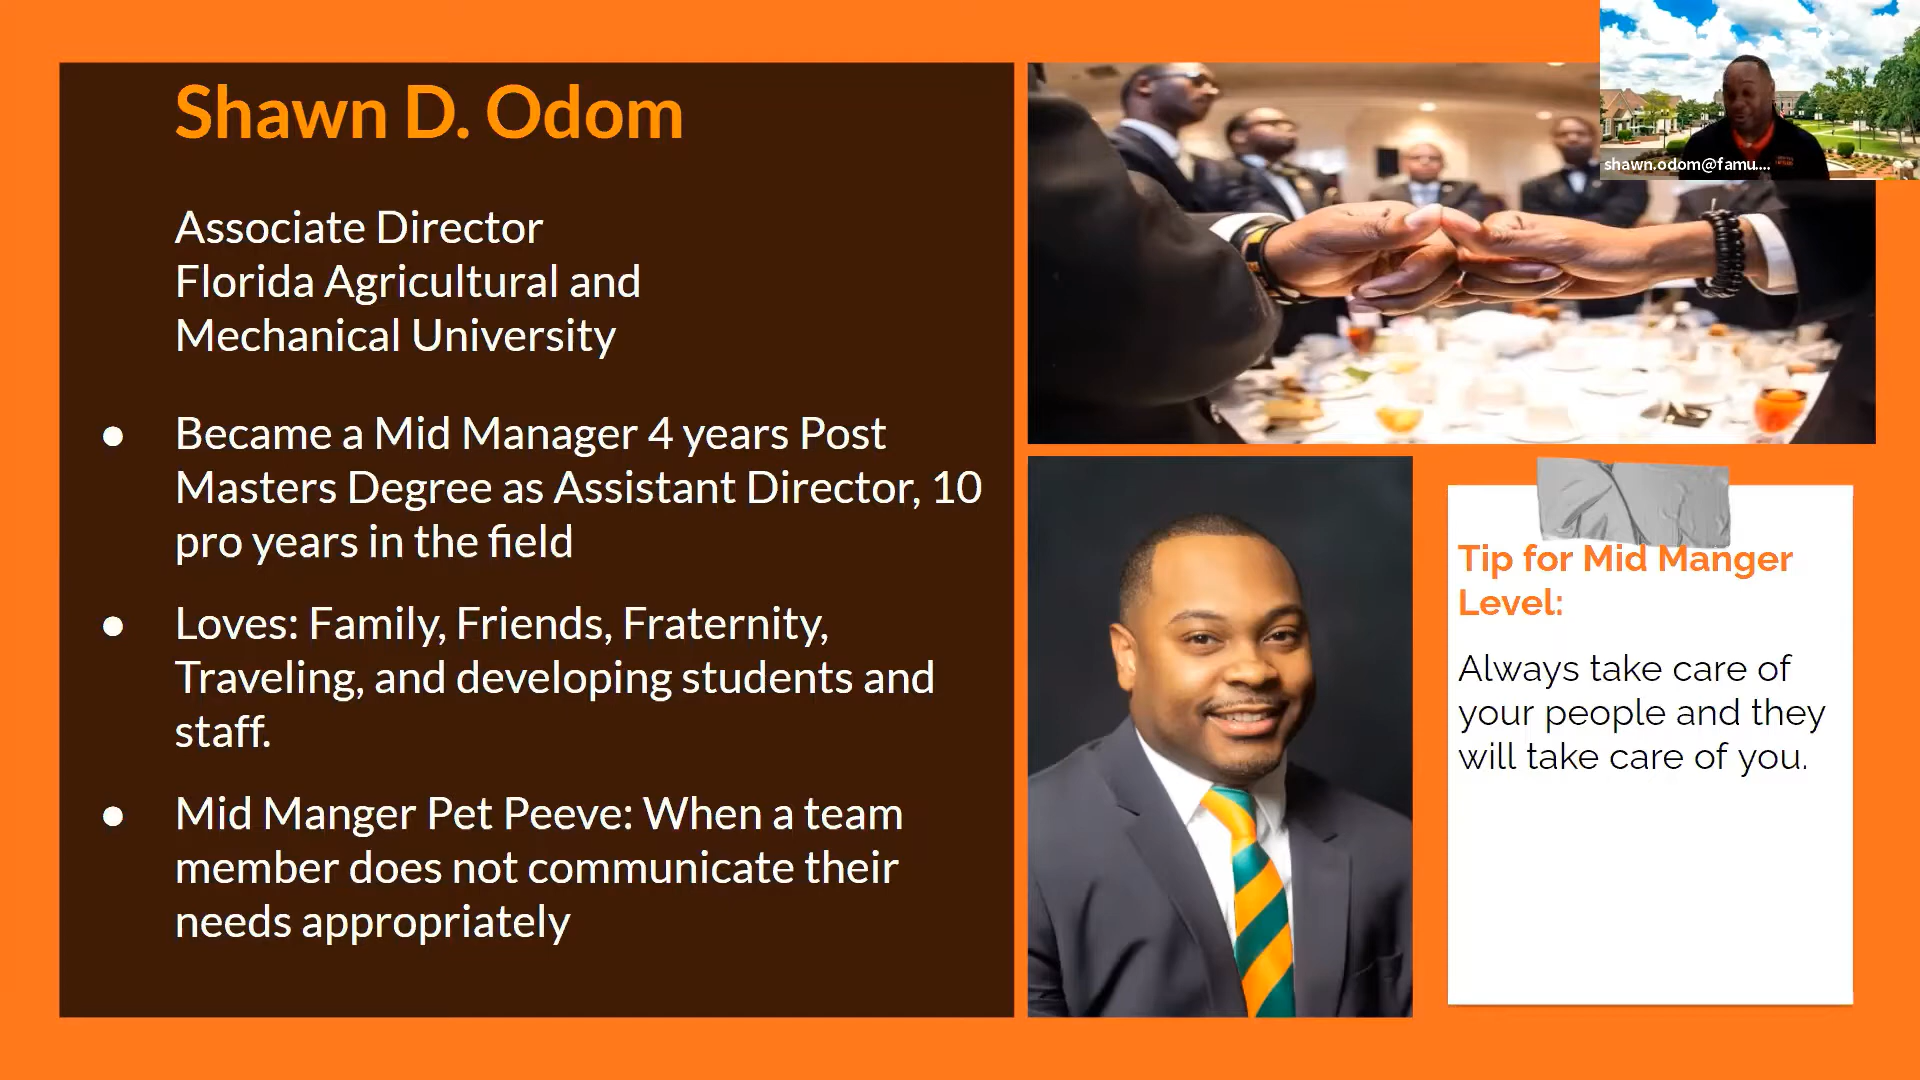 Shawn D. Odom
Associate Director
Florida Agricultural and
Mechanical University
● Became a Mid Manager 4 years Post
Masters Degree as Assistant Director, 10
pro years in the field
● Loves: Family, Friends, Fraternity,
Traveling, and developing students and
staff.
● Mid Manger Pet Peeve: When a team
member does not communicate their
needs appropriately
shawn.odom@famu....
Tip for Mid Manger
Level:
Always take care of
your people and they
will take care of you.